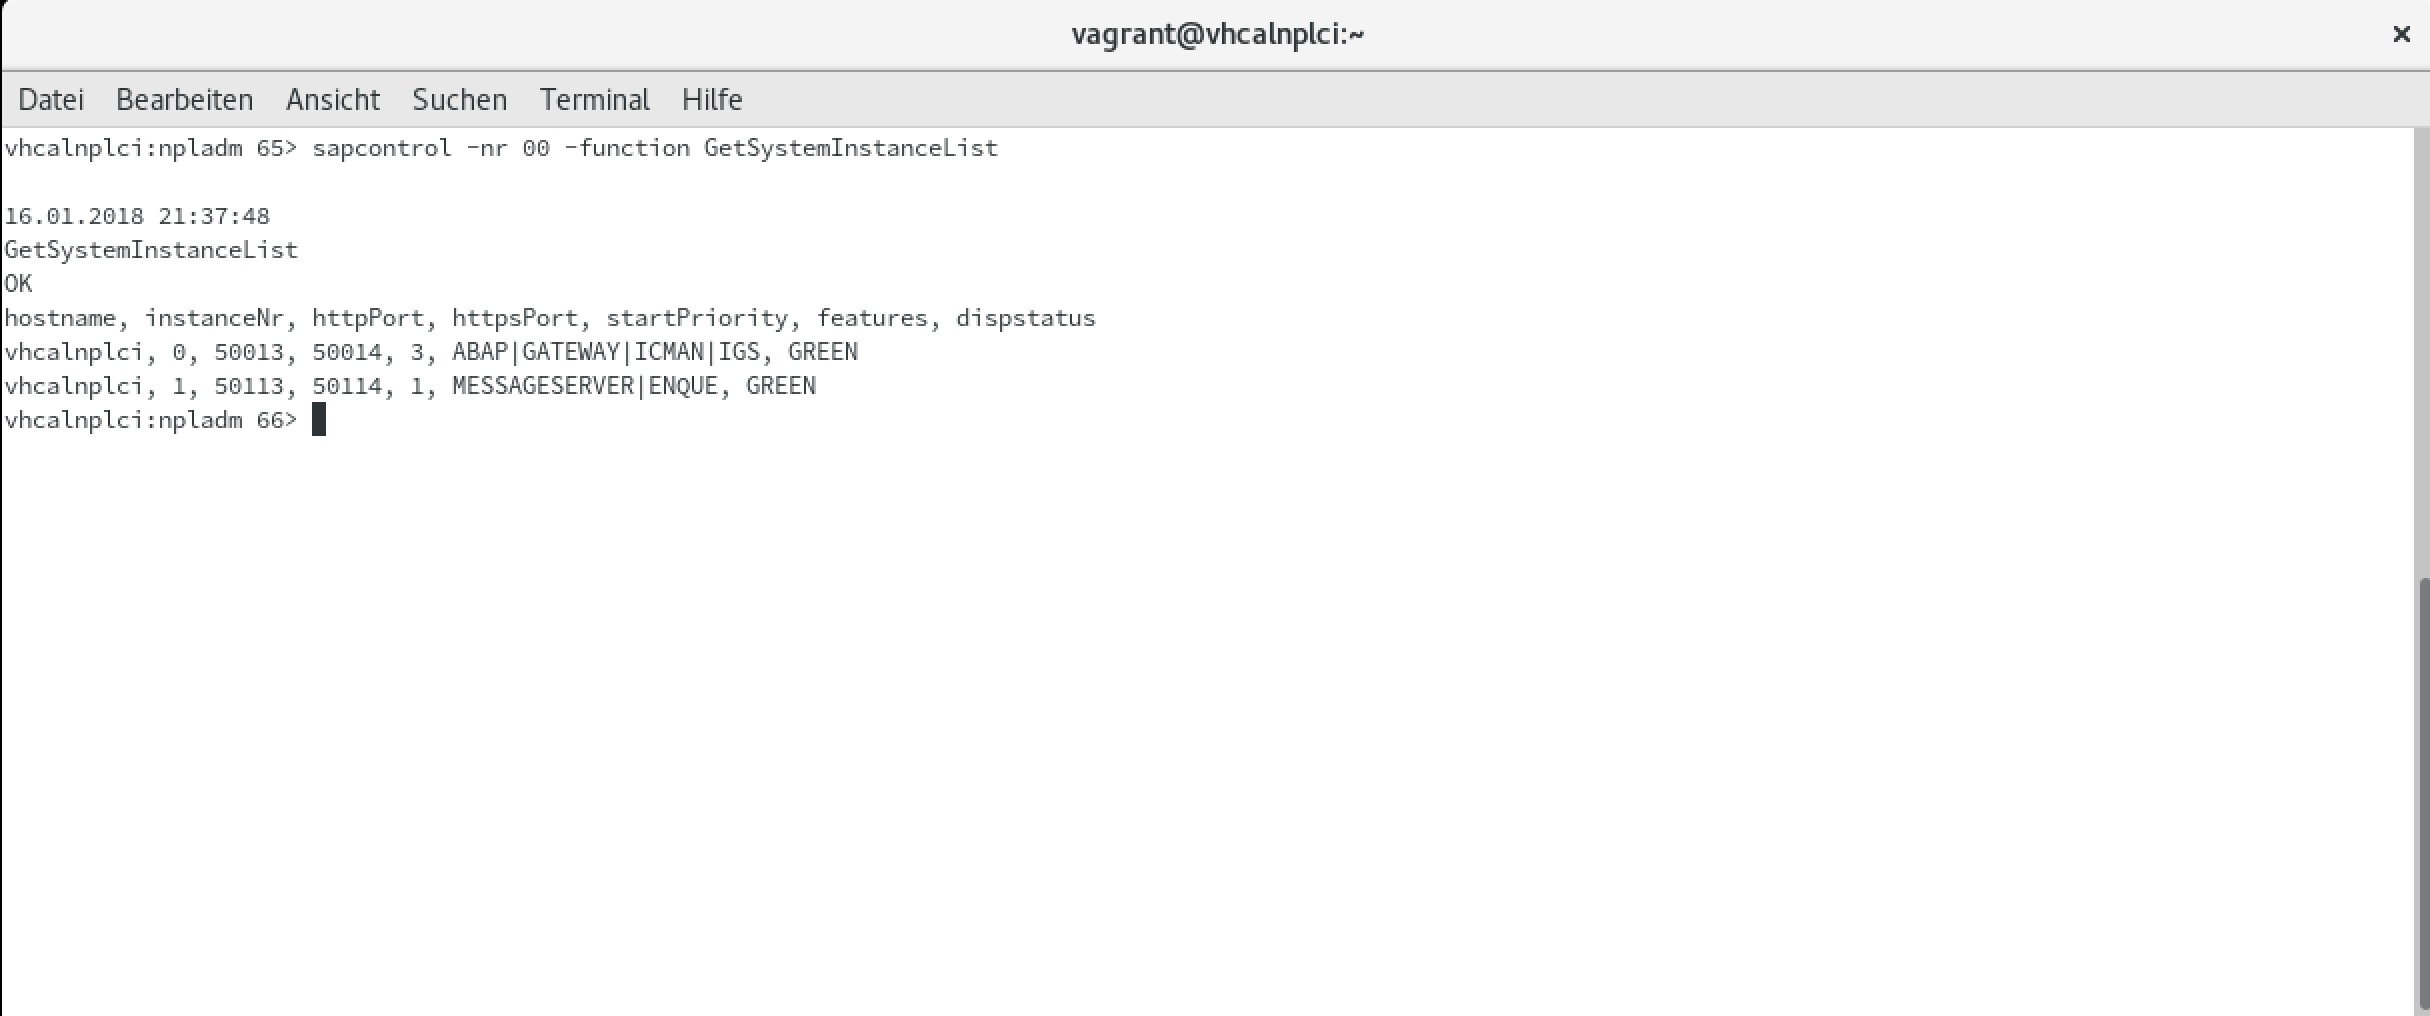 vagrant@vhcalnplci:~
Datei Bearbeiten Ansicht Suchen Terminal Hilfe
vhcalnplci:npladm 65> sapcontrol -nr 00 -function GetSystemInstanceList
16.01.2018 21:37:48
GetSystemInstanceList
OK
hostname, instanceNr, httpPort, httpsPort, startPriority, features, dispstatus
vhcalnplci, 0, 50013, 50014, 3, ABAP|GATEWAY|ICMAN|IGS, GREEN
vhcalnplci, 1, 50113, 50114, 1, MESSAGESERVER|ENQUE, GREEN
vhcalnplci:npladm 66>